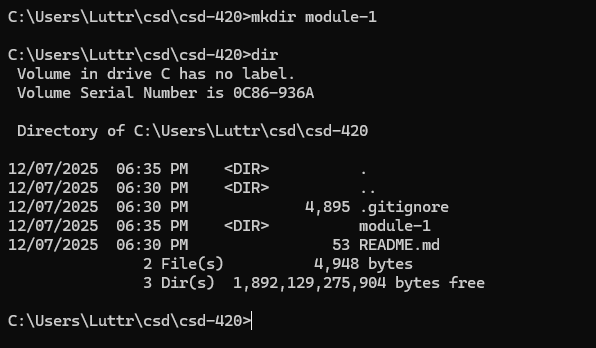 C:\Users\Luttr\csd\csd-420>mkdir module-1
C:\Users\Luttr\csd\csd-420>dir
 Volume in drive C has no label.
 Volume Serial Number is 0C86-936A
 Directory of C:\Users\Luttr\csd\csd-420
12/07/2025  06:35 PM    <DIR>          .
12/07/2025  06:30 PM    <DIR>          ..
12/07/2025  06:30 PM             4,895 .gitignore
12/07/2025  06:35 PM    <DIR>          module-1
12/07/2025  06:30 PM                53 README.md
               2 File(s)          4,948 bytes
               3 Dir(s)  1,892,129,275,904 bytes free
C:\Users\Luttr\csd\csd-420>